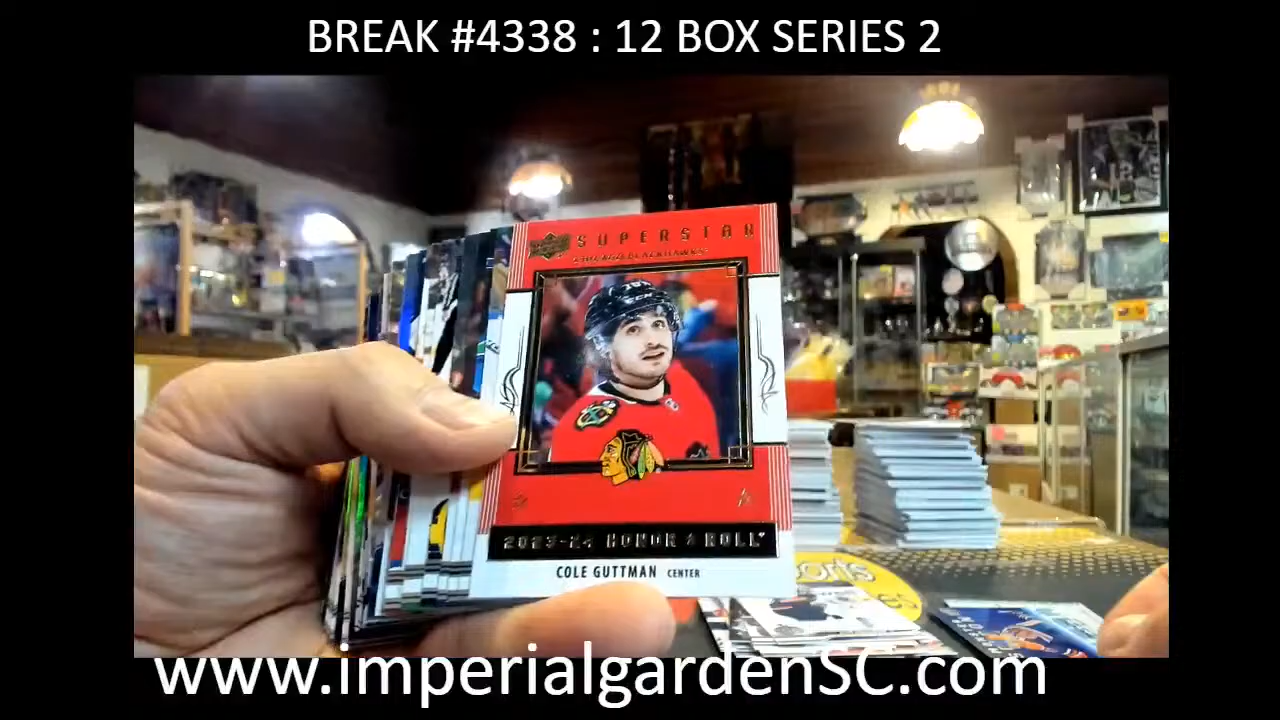 BREAK #4338 : 12 BOX SERIES 2
SUPERSTAR
CHICAGO BLACKHAWKS
2023-24 HONOR ROLL
COLE GUTTMAN CENTER
www.imperialgardenSC.com